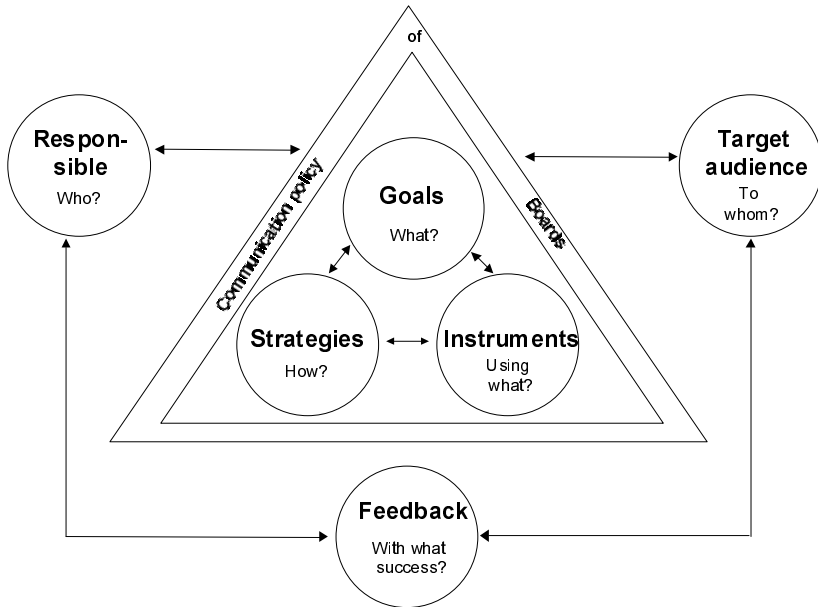 of
Communication policy
Boards
Respon-
sible
Who?
Target
audience
To
whom?
Goals
What?
Strategies
How?
Instruments
Using
what?
Feedback
With what
success?